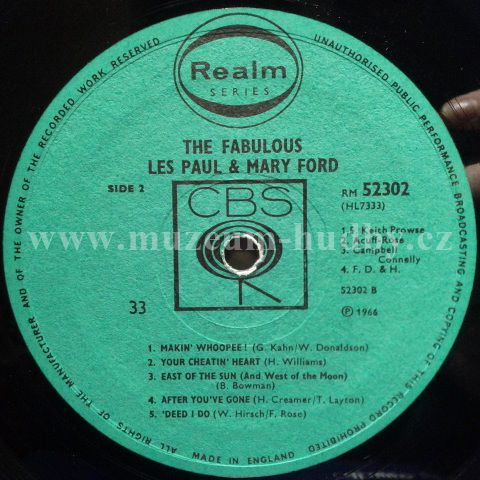 ALL RIGHTS OF THE MANUFACTURER AND OF THE OWNER OF THE RECORDED WORK RESERVED
UNAUTHORISED PUBLIC PERFORMANCE BROADCASTING AND COPYING OF THIS RECORD PROHIBITED
Realm
SERIES
THE FABULOUS
LES PAUL & MARY FORD
SIDE 2
RM 52302
(HL7333)
CBS
1.5. Keith Prowse
2. Acuff-Rose
3. Campbell
Connelly
4. F. D. & H.
www.muzeum-hudby.cz
52302 B
33
℗ 1966
1. MAKIN' WHOOPEE! (G. Kahn/W. Donaldson)
2. YOUR CHEATIN' HEART (H. Williams)
3. EAST OF THE SUN (And West of the Moon)
(B. Bowman)
4. AFTER YOU'VE GONE (H. Creamer/T. Layton)
5. 'DEED I DO (W. Hirsch/F. Rose)
MADE IN ENGLAND